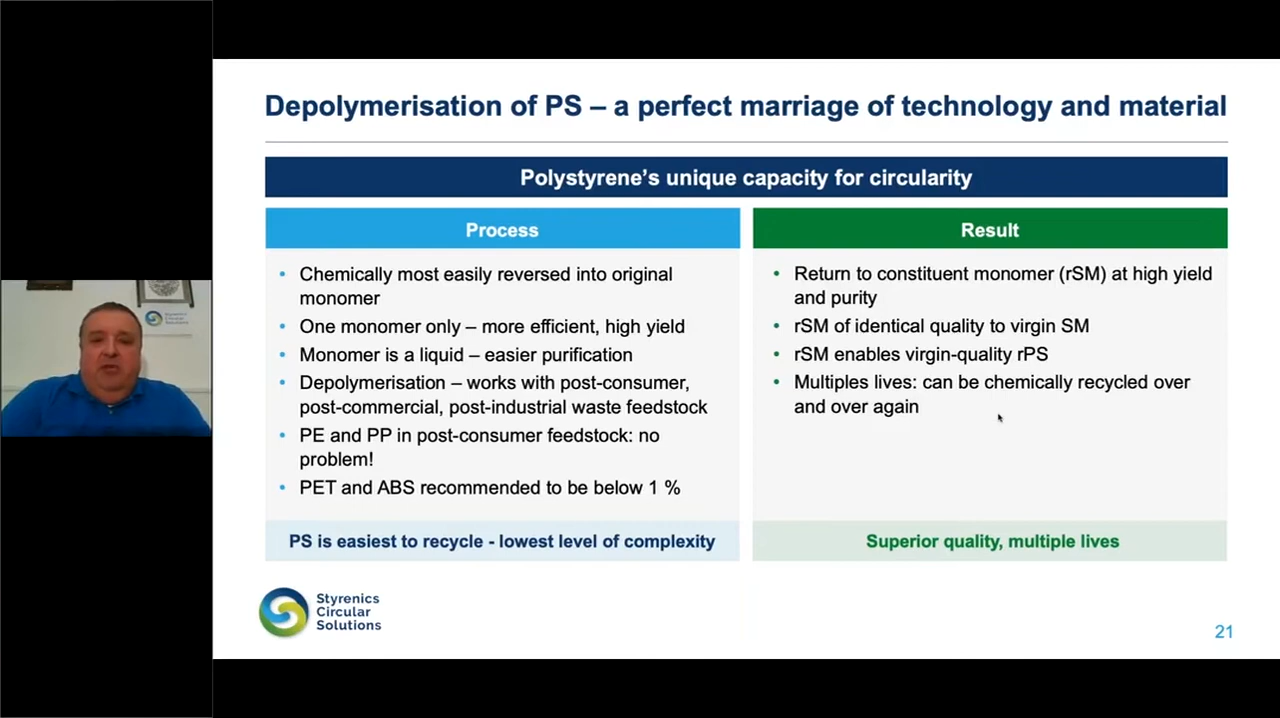 Depolymerisation of PS – a perfect marriage of technology and material
Polystyrene's unique capacity for circularity
Process
• Chemically most easily reversed into original
monomer
• One monomer only – more efficient, high yield
• Monomer is a liquid – easier purification
• Depolymerisation – works with post-consumer,
post-commercial, post-industrial waste feedstock
• PE and PP in post-consumer feedstock: no
problem!
• PET and ABS recommended to be below 1 %
PS is easiest to recycle - lowest level of complexity
Result
• Return to constituent monomer (rSM) at high yield
and purity
• rSM of identical quality to virgin SM
• rSM enables virgin-quality rPS
• Multiples lives: can be chemically recycled over
and over again
Superior quality, multiple lives
Styrenics
Circular
Solutions
21
Styrenics
Circular
Solutions